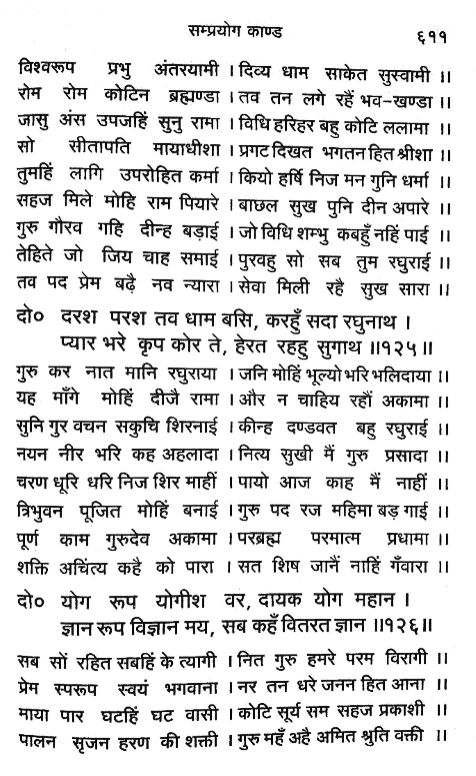 सम्प्रयोग काण्ड ६११
विश्वरूप प्रभु अंतरयामी । दिव्य धाम साकेत सुस्वामी ॥
रोम रोम कोटिन ब्रह्मण्डा । तव तन लगे रहैं भव-खण्डा ॥
जासु अंस उपजहिं सुनु रामा । विधि हरिहर बहु कोटि ललामा ॥
सो सीतापति मायाधीशा । प्रगट दिखत भगतन हित श्रीशा ॥
तुमहिं लागि उपरोहित कर्मा । कियो हर्षि निज मन गुनि धर्मा ॥
सहज मिले मोहि राम पियारे । बाछल सुख पुनि दीन अपारे ॥
गुरु गौरव गहि दीन्ह बड़ाई । जो विधि शम्भु कबहुँ नहिं पाई ॥
तेहिते जो जिय चाह समाई । पुरवहु सो सब तुम रघुराई ॥
तव पद प्रेम बढ़ै नव न्यारा । सेवा मिली रहै सुख सारा ॥
दो० दरश परश तव धाम बसि, करहुँ सदा रघुनाथ ।
प्यार भरे कृप कोर ते, हेरत रहहु सुगाथ ॥१२५॥
गुरु कर नात मानि रघुराया । जनि मोहिं भूल्यो भरि भलिदाया ॥
यह माँगे मोहिं दीजै रामा । और न चाहिय रहौं अकामा ॥
सुनि गुर वचन सकुचि शिरनाई । कीन्ह दण्डवत बहु रघुराई ॥
नयन नीर भरि कह अहलादा । नित्य सुखी मैं गुरु प्रसादा ॥
चरण धूरि धरि निज शिर माहीं । पायो आज काह मैं नाहीं ॥
त्रिभुवन पूजित मोहिं बनाई । गुरु पद रज महिमा बड़ गाई ॥
पूर्ण काम गुरुदेव अकामा । परब्रह्म परमात्म प्रधामा ॥
शक्ति अचिंत्य कहै को पारा । सत शिष जानैं नाहिं गँवारा ॥
दो० योग रूप योगीश वर, दायक योग महान ।
ज्ञान रूप विज्ञान मय, सब कहँ वितरत ज्ञान ॥१२६॥
सब सों रहित सबहिं के त्यागी । नित गुरु हमरे परम विरागी ॥
प्रेम स्परूप स्वयं भगवाना । नर तन धरे जनन हित आना ॥
माया पार घटहिं घट वासी । कोटि सूर्य सम सहज प्रकाशी ॥
पालन सृजन हरण की शक्ती । गुरु महँ अहै अमित श्रुति वक्ती ॥